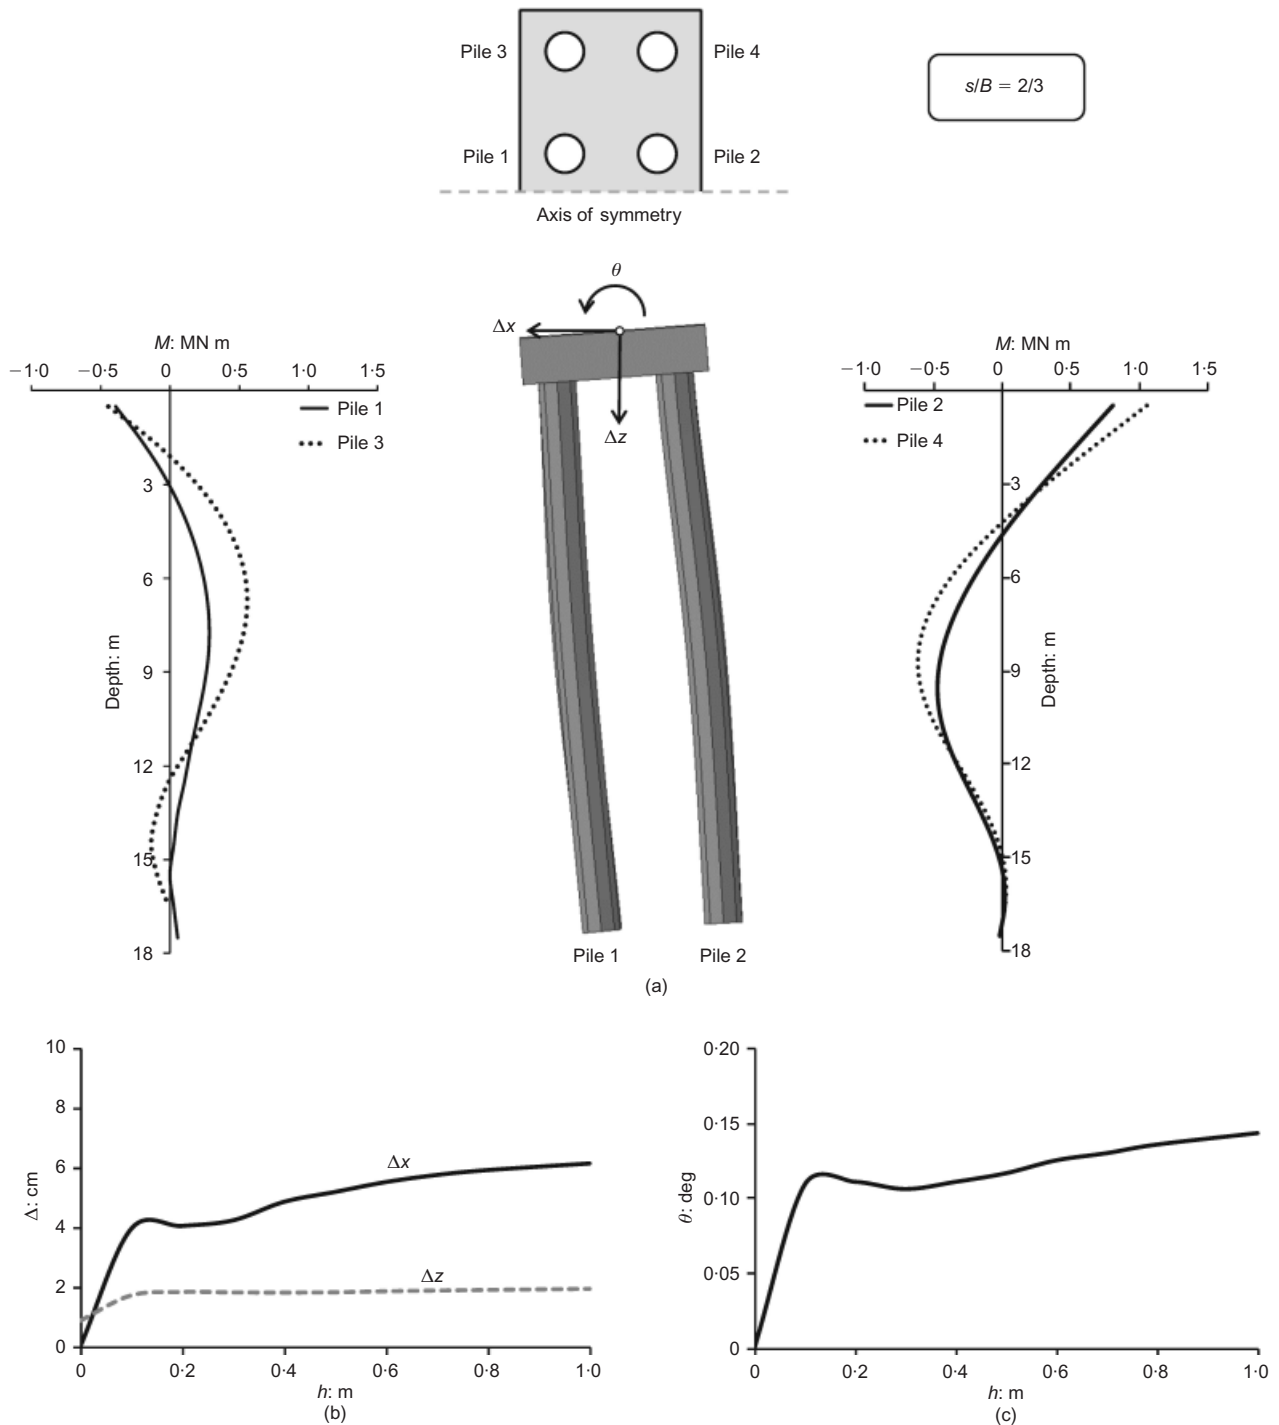 Pile 3
Pile 4
s/B = 2/3
Pile 1
Pile 2
Axis of symmetry
θ
Δx
Δz
M: MN m
−1·0 −0·5 0 0·5 1·0 1·5
Pile 1
Pile 3
3
6
9
12
15
18
Depth: m
M: MN m
−1·0 −0·5 0 0·5 1·0 1·5
Pile 2
Pile 4
3
6
9
12
15
18
Depth: m
Pile 1
Pile 2
(a)
10
8
6
4
2
0
Δ: cm
Δx
Δz
0 0·2 0·4 0·6 0·8 1·0
h: m
(b)
0·20
0·15
0·10
0·05
0
θ: deg
0 0·2 0·4 0·6 0·8 1·0
h: m
(c)